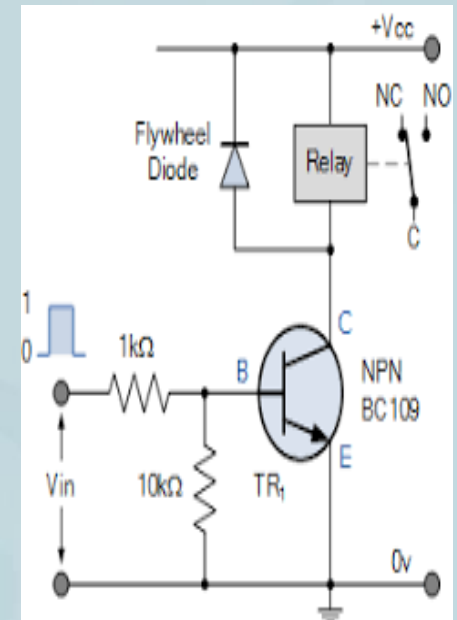 +Vcc
NC NO
Flywheel
Diode
Relay
C
1
0
1kΩ
B
C
NPN
BC109
E
Vin
10kΩ
TR₁
0v